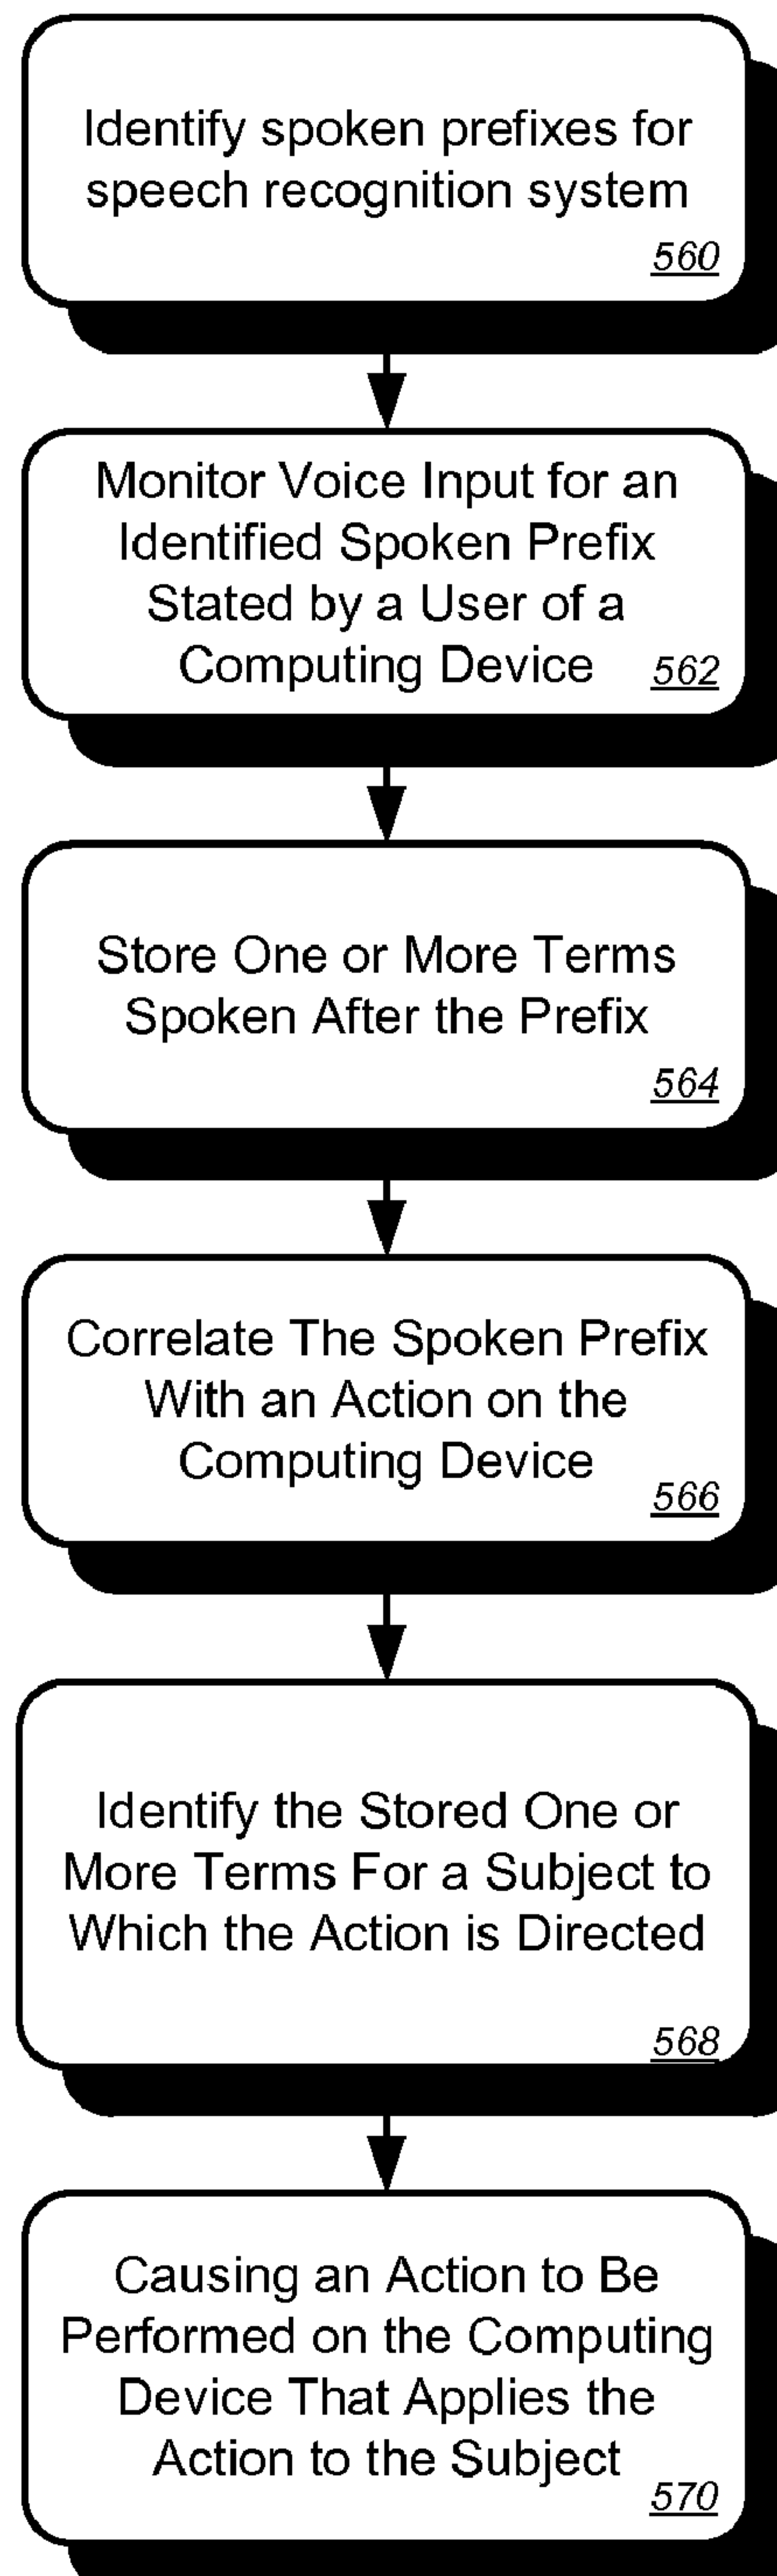 Identify spoken prefixes for
speech recognition system
560
Monitor Voice Input for an
Identified Spoken Prefix
Stated by a User of a
Computing Device 562
Store One or More Terms
Spoken After the Prefix
564
Correlate The Spoken Prefix
With an Action on the
Computing Device
566
Identify the Stored One or
More Terms For a Subject to
Which the Action is Directed
568
Causing an Action to Be
Performed on the Computing
Device That Applies the
Action to the Subject
570